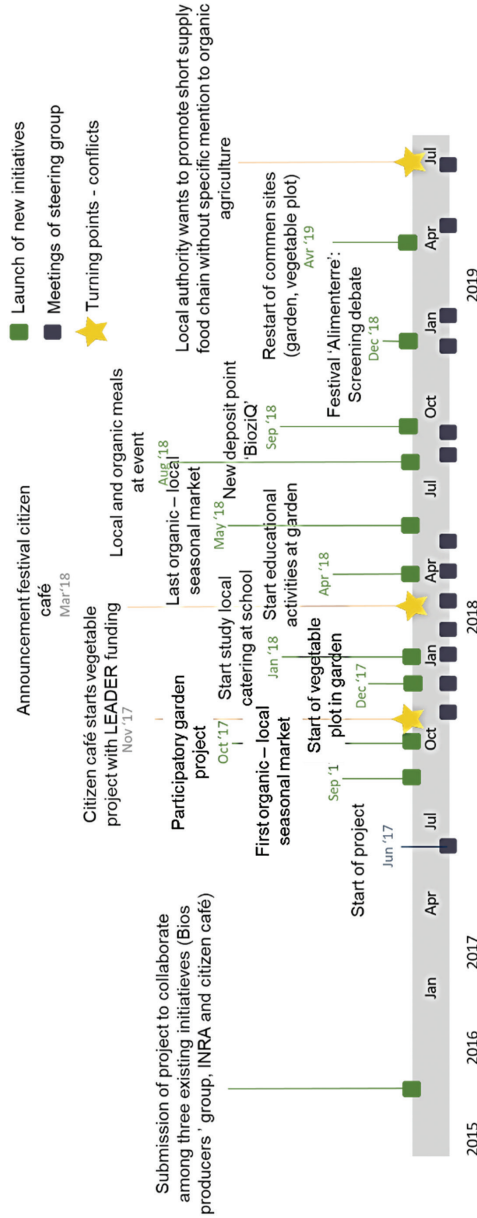 Launch of new initiatives
Meetings of steering group
Turning points - conflicts
Submission of project to collaborate
among three existing initiatieves (Bios
producers ' group, INRA and citizen café)
Start of project
Jun '17
First organic – local
seasonal market
Sep '1
Participatory garden
project
Oct '17
Citizen café starts vegetable
project with LEADER funding
Nov '17
Start of vegetable
plot in garden
Dec '17
Start study local
catering at school
Jan '18
Announcement festival citizen
café
Mar'18
Start educational
activities at garden
Apr '18
Last organic – local
seasonal market
May '18
Local and organic meals
at event
Aug '18
New deposit point
'BioziQ'
Sep '18
Festival 'Alimenterre':
Screening debate
Dec '18
Restart of commen sites
(garden, vegetable plot)
Avr '19
Local authority wants to promote short supply
food chain without specific mention to organic
agriculture
Jan
Apr
Jul
Oct
Jan
Apr
Jul
Oct
Jan
Apr
Jul
2015
2016
2017
2018
2019